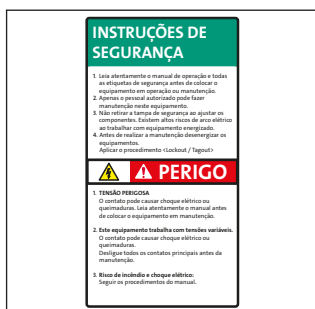 INSTRUÇÕES DE
SEGURANÇA
1. Leia atentamente o manual de operação e todas
as etiquetas de segurança antes de colocar o
equipamento em operação ou manutenção.
2. Apenas o pessoal autorizado pode fazer
manutenção neste equipamento.
3. Não retirar a tampa de segurança ao ajustar os
componentes. Existem altos riscos de arco elétrico
ao trabalhar com equipamento energizado.
4. Antes de realizar a manutenção desenergizar os
equipamentos.
Aplicar o procedimento <Lockout / Tagout>
PERIGO
1. TENSÃO PERIGOSA
O contato pode causar choque elétrico ou
queimaduras. Leia atentamente o manual antes
de colocar o equipamento em manutenção.
2. Este equipamento trabalha com tensões variáveis.
O contato pode causar choque elétrico ou
queimaduras.
Desligue todos os contatos principais antes da
manutenção.
3. Risco de incêndio e choque elétrico:
Seguir os procedimentos do manual.